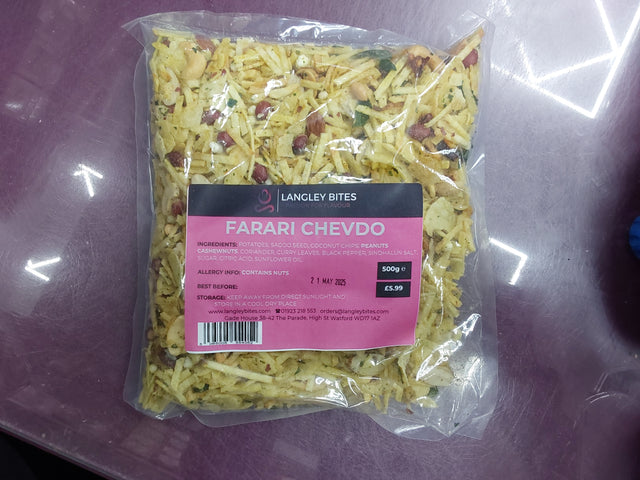 LANGLEY BITES
FARARI CHEVDO
INGREDIENTS: POTATOES, SAGOO SEED, COCONUT CHIPS, PEANUTS
CASHEWNUTS, CORIANDER, CURRY LEAVES, BLACK PEPPER, SINDHALUN SALT,
SUGAR, CITRIC ACID, SUNFLOWER OIL.
ALLERGY INFO: CONTAINS NUTS
500g e
BEST BEFORE: 21 MAY 2025
£5.99
STORAGE: KEEP AWAY FROM DIRECT SUNLIGHT AND
STORE IN A COOL DRY PLACE
www.langleybites.com ☎01923 218 553 orders@langleybites.com
Gade House 38-42 The Parade, High St Watford WD17 1AZ